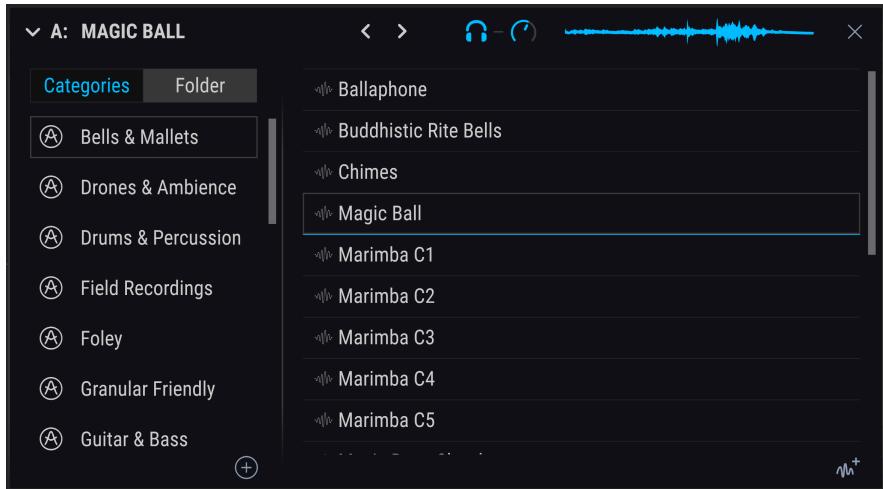 A: MAGIC BALL
Categories
Folder
Bells & Mallets
Drones & Ambience
Drums & Percussion
Field Recordings
Foley
Granular Friendly
Guitar & Bass
Ballaphone
Buddhistic Rite Bells
Chimes
Magic Ball
Marimba C1
Marimba C2
Marimba C3
Marimba C4
Marimba C5